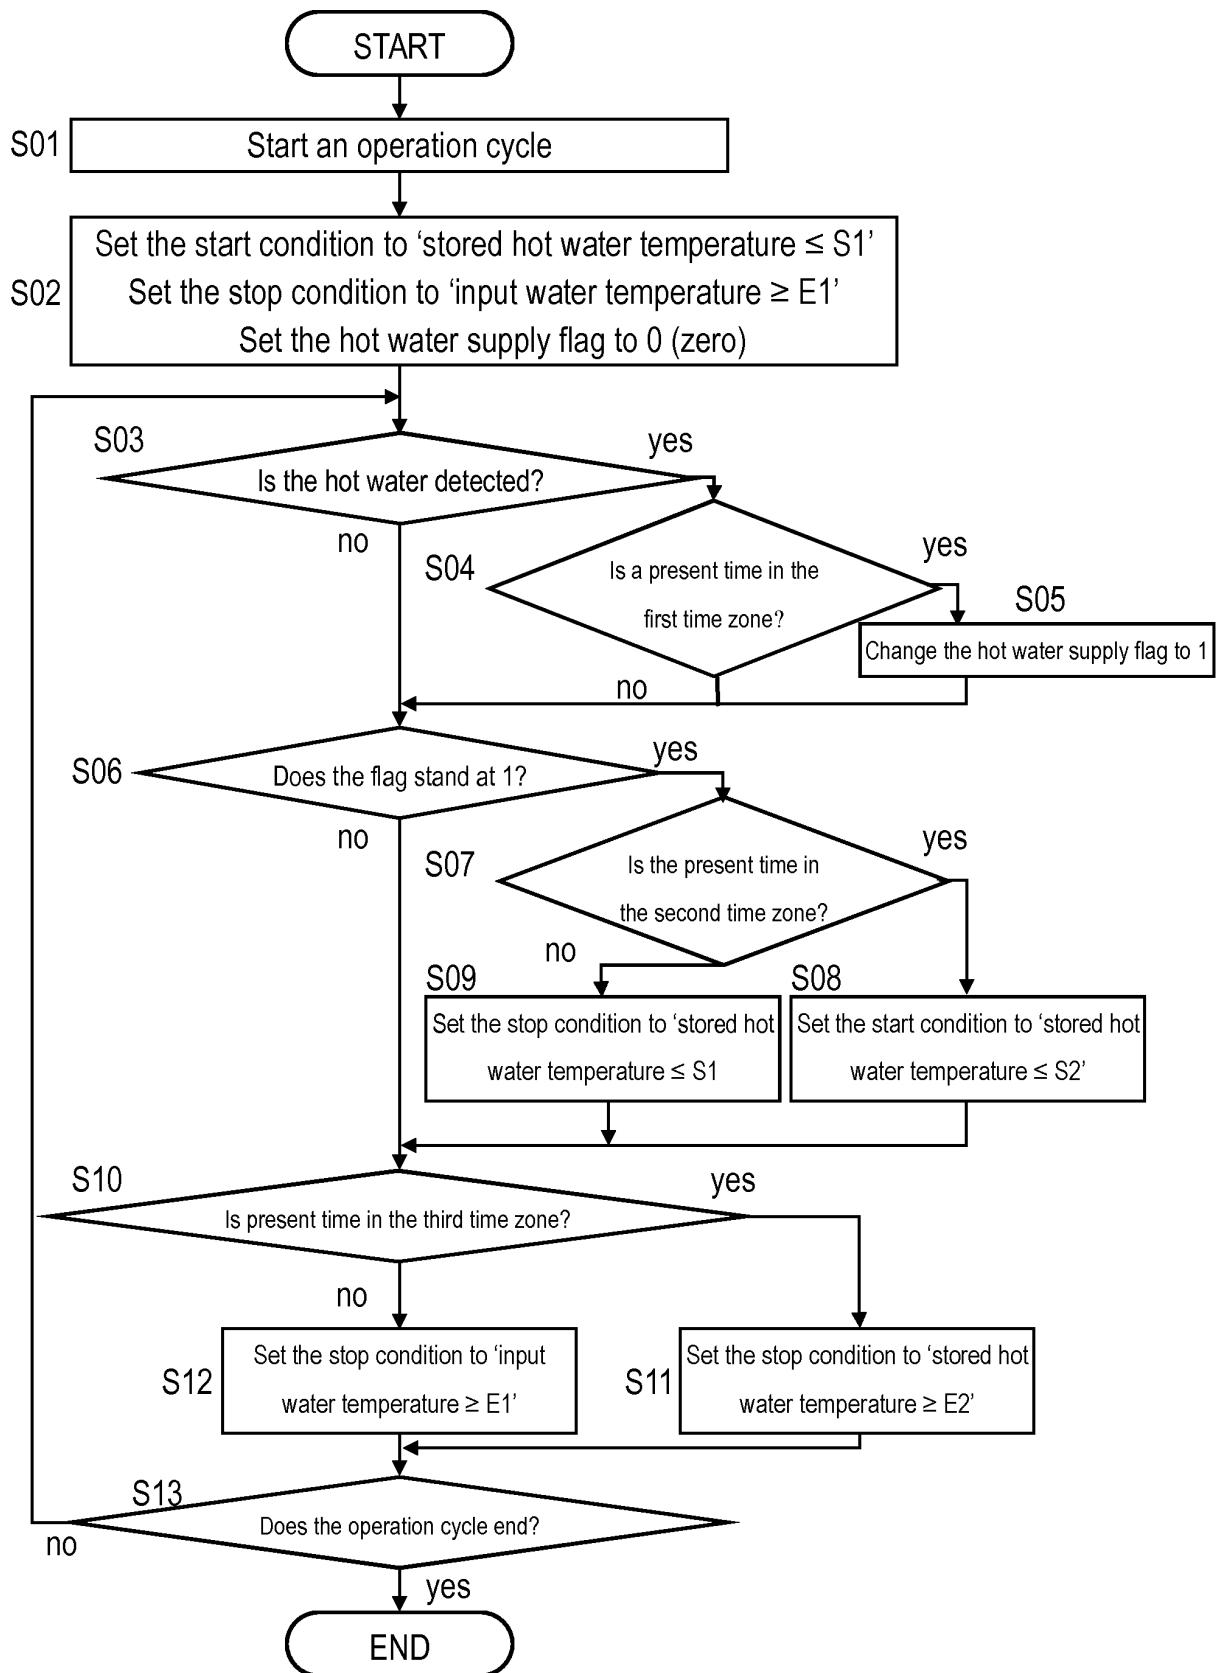 START
S01
Start an operation cycle
S02
Set the start condition to ‘stored hot water temperature ≤ S1’
Set the stop condition to ‘input water temperature ≥ E1’
Set the hot water supply flag to 0 (zero)
S03
Is the hot water detected?
yes
no
S04
Is a present time in the
first time zone?
yes
no
S05
Change the hot water supply flag to 1
S06
Does the flag stand at 1?
yes
no
S07
Is the present time in
the second time zone?
yes
no
S09
Set the stop condition to ‘stored hot
water temperature ≤ S1
S08
Set the start condition to ‘stored hot
water temperature ≤ S2’
S10
Is present time in the third time zone?
yes
no
S12
Set the stop condition to ‘input
water temperature ≥ E1’
S11
Set the stop condition to ‘stored hot
water temperature ≥ E2’
S13
Does the operation cycle end?
no
yes
END